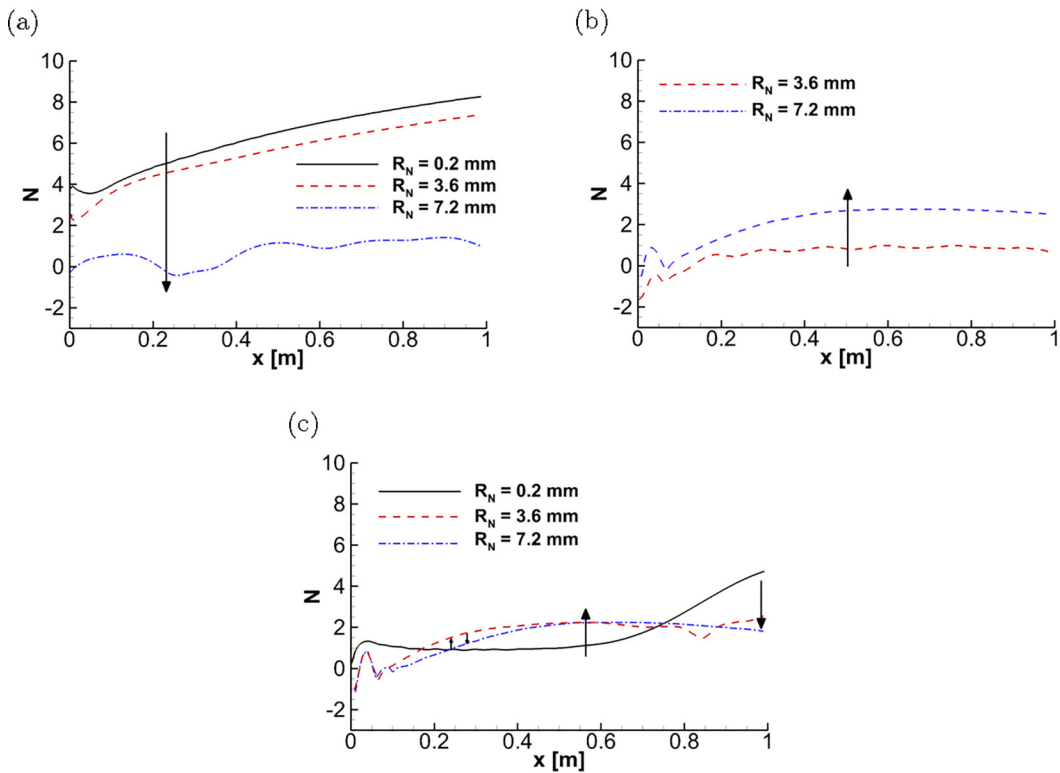 (a)
10
8
6
4
2
0
-2
N
R_N = 0.2 mm
R_N = 3.6 mm
R_N = 7.2 mm
0 0.2 0.4 0.6 0.8 1
x [m]
(b)
10
8
6
4
2
0
-2
N
R_N = 3.6 mm
R_N = 7.2 mm
0 0.2 0.4 0.6 0.8 1
x [m]
(c)
10
8
6
4
2
0
-2
N
R_N = 0.2 mm
R_N = 3.6 mm
R_N = 7.2 mm
0 0.2 0.4 0.6 0.8 1
x [m]